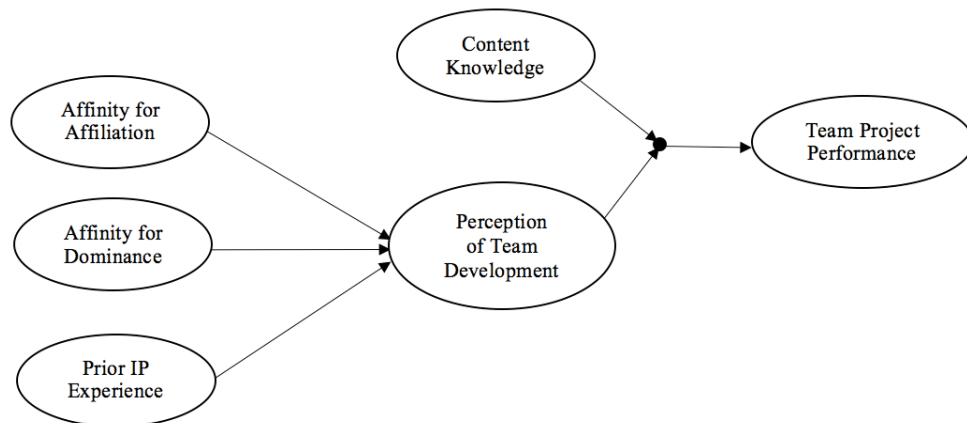 Content
Knowledge
Affinity for
Affiliation
Team Project
Performance
Affinity for
Dominance
Perception
of Team
Development
Prior IP
Experience